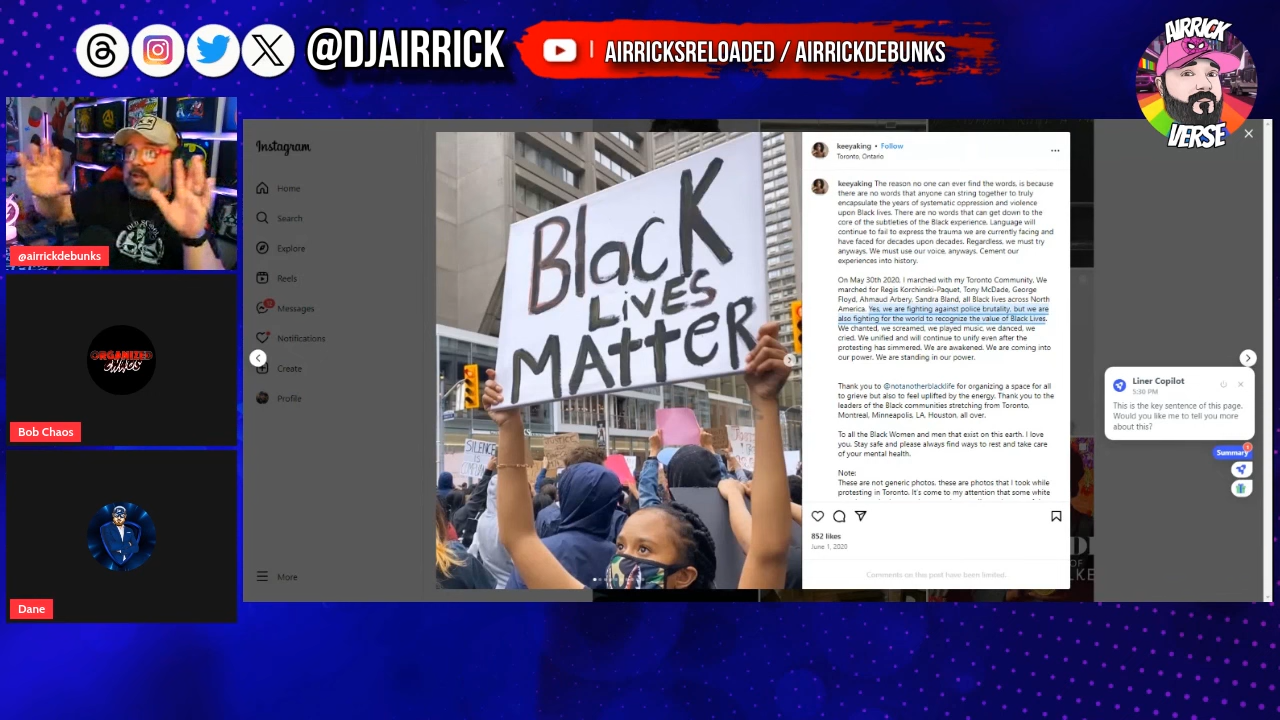 @DJAIRRICK
AIRRICKSRELOADED / AIRRICKDEBUNKS
AIRRICK
VERSE
@airrickdebunks
Bob Chaos
Dane
Instagram
Home
Search
Explore
Reels
Messages
Notifications
Create
Profile
More
Black
LIVES
MATTER
SILENCE
keeyaking • Follow
Toronto, Ontario
keeyaking The reason no one can ever find the words, is because
there are no words that anyone can string together to truly
encapsulate the years of systematic oppression and violence
upon Black lives. There are no words that can get down to the
core of the subtleties of the Black experience. Language will
continue to fail to express the trauma we are currently facing and
have faced for decades upon decades. Regardless, we must try
anyways. We must use our voice, anyways. Cement our
experiences into history.
On May 30th 2020, I marched with my Toronto Community. We
marched for Regis Korchinski-Paquet, Tony McDade, George
Floyd, Ahmaud Arbery, Sandra Bland, all Black lives across North
America. Yes, we are fighting against police brutality, but we are
also fighting for the world to recognize the value of Black Lives.
We chanted, we screamed, we played music, we danced, we
cried. We unified and will continue to unify even after the
protesting has simmered. We are awakened. We are coming into
our power. We are standing in our power.
Thank you to @notanotherblacklife for organizing a space for all
to grieve but also to feel uplifted by the energy. Thank you to the
leaders of the Black communities stretching from Toronto,
Montreal, Minneapolis, LA, Houston, all over.
To all the Black Women and men that exist on this earth. I love
you. Stay safe and please always find ways to rest and take care
of your mental health.
Note:
These are not generic photos, these are photos that I took while
protesting in Toronto. It's come to my attention that some white
852 likes
June 1, 2020
Comments on this post have been limited.
Liner Copilot
5:30 PM
This is the key sentence of this page.
Would you like me to tell you more
about this?
Summary
1